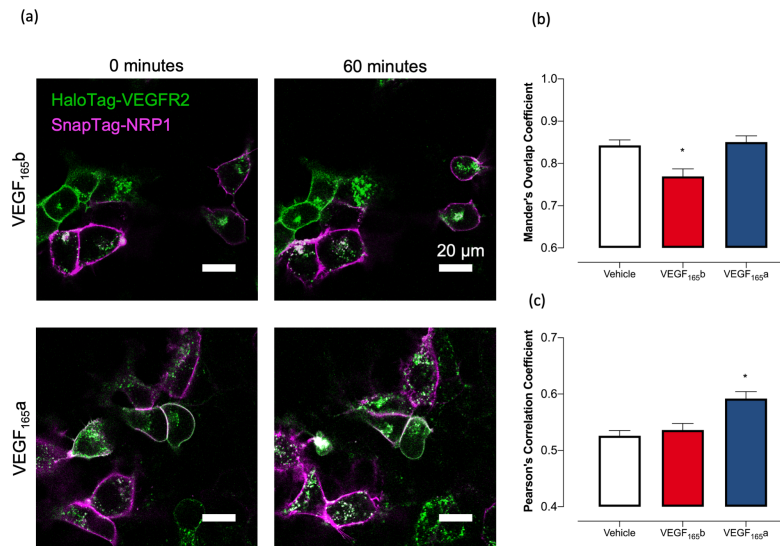 (a)
0 minutes
60 minutes
HaloTag-VEGFR2
SnapTag-NRP1
VEGF₁₆₅b
20 µm
VEGF₁₆₅a
(b)
Mander's Overlap Coefficient
1.0
0.9
0.8
0.7
0.6
*
Vehicle
VEGF₁₆₅b
VEGF₁₆₅a
(c)
Pearson's Correlation Coefficient
0.7
0.6
0.5
0.4
*
Vehicle
VEGF₁₆₅b
VEGF₁₆₅a